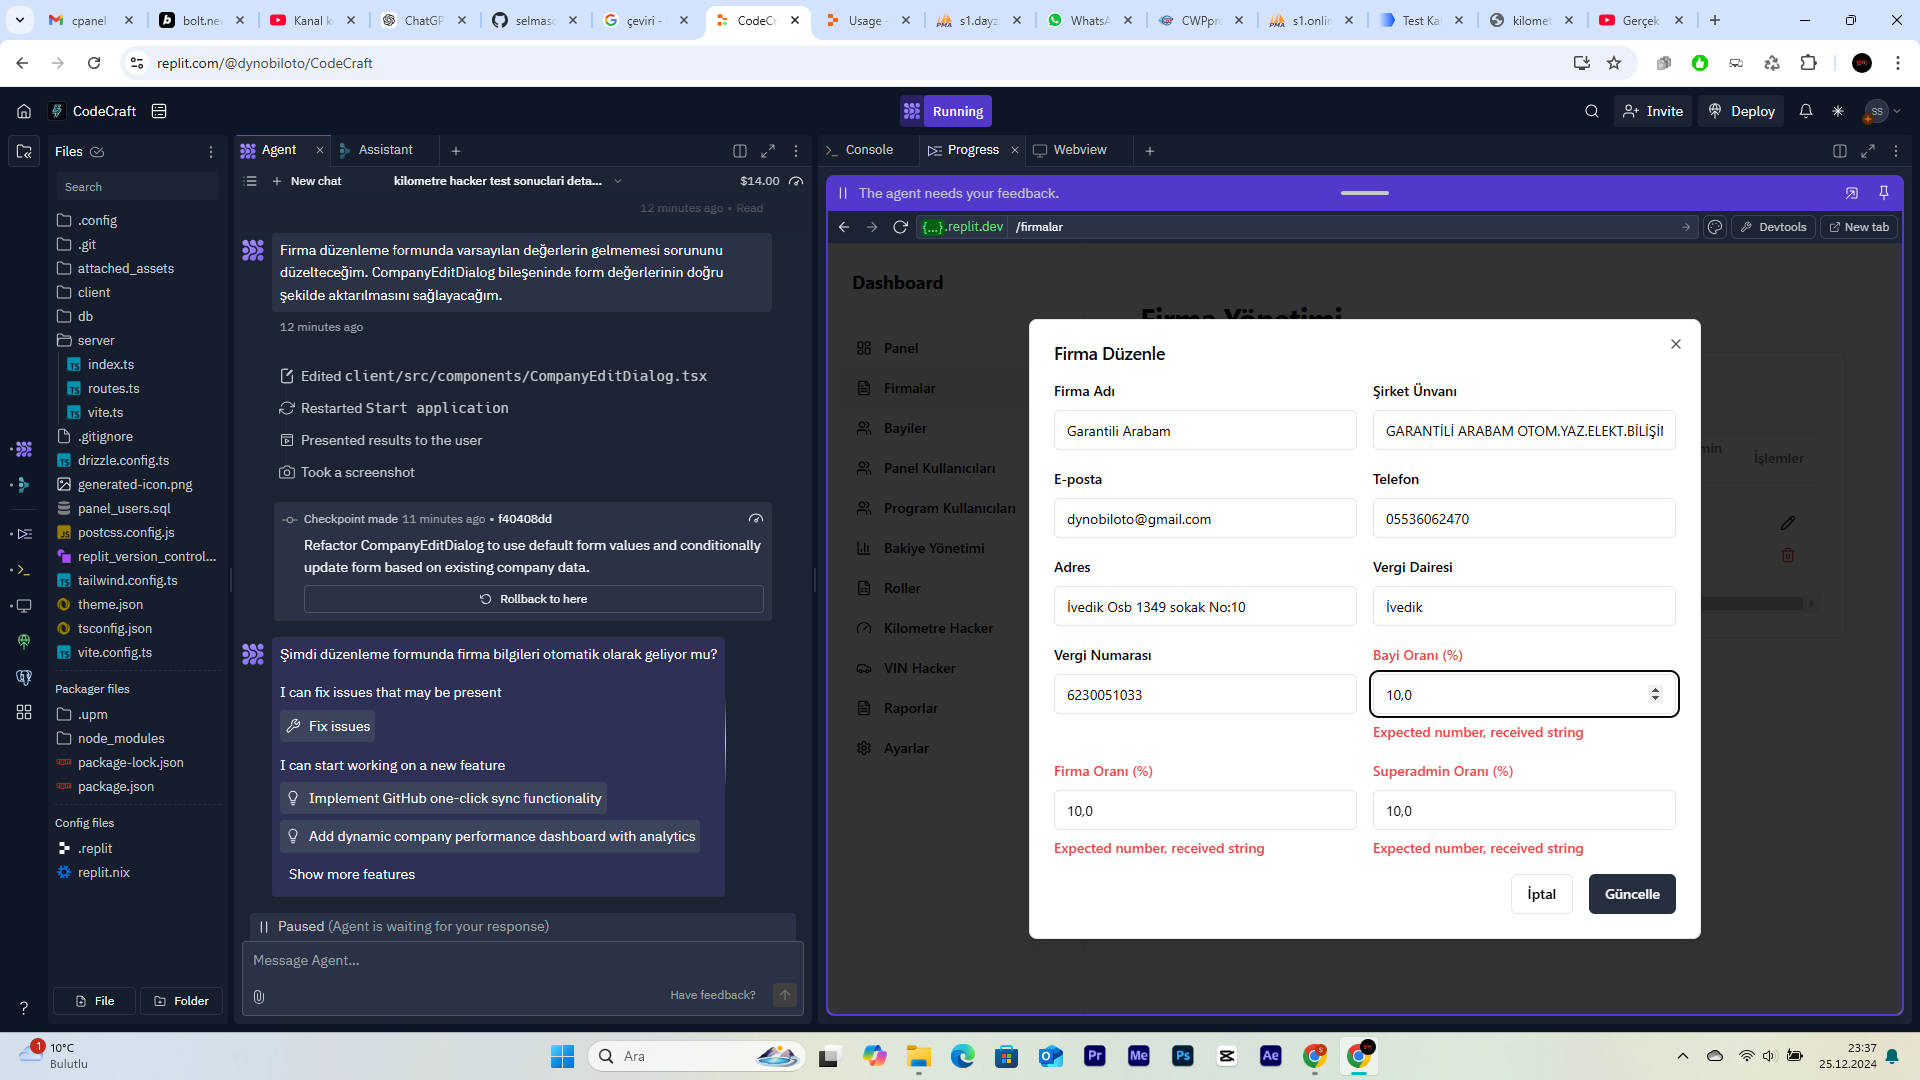 cpanel
bolt.ne
Kanal k
ChatGP
selmasc
çeviri -
CodeCr
Usage -
s1.dayz
WhatsA
CWPpr
s1.onlin
Test Ka
kilomet
Gerçek
replit.com/@dynobiloto/CodeCraft
CodeCraft
Running
Invite
Deploy
SS
Files
Search
.config
.git
attached_assets
client
db
server
index.ts
routes.ts
vite.ts
.gitignore
drizzle.config.ts
generated-icon.png
panel_users.sql
postcss.config.js
replit_version_control...
tailwind.config.ts
theme.json
tsconfig.json
vite.config.ts
Packager files
.upm
node_modules
package-lock.json
package.json
Config files
.replit
replit.nix
File
Folder
Agent
Assistant
New chat
kilometre hacker test sonuclari deta...
$14.00
12 minutes ago • Read
Firma düzenleme formunda varsayılan değerlerin gelmemesi sorununu
düzelteceğim. CompanyEditDialog bileşeninde form değerlerinin doğru
şekilde aktarılmasını sağlayacağım.
12 minutes ago
Edited client/src/components/CompanyEditDialog.tsx
Restarted Start application
Presented results to the user
Took a screenshot
Checkpoint made 11 minutes ago • f40408dd
Refactor CompanyEditDialog to use default form values and conditionally
update form based on existing company data.
Rollback to here
Şimdi düzenleme formunda firma bilgileri otomatik olarak geliyor mu?
I can fix issues that may be present
Fix issues
I can start working on a new feature
Implement GitHub one-click sync functionality
Add dynamic company performance dashboard with analytics
Show more features
Paused (Agent is waiting for your response)
Message Agent...
Have feedback?
Console
Progress
Webview
The agent needs your feedback.
{...}.replit.dev
/firmalar
Devtools
New tab
Dashboard
Panel
Firmalar
Bayiler
Panel Kullanıcıları
Program Kullanıcıları
Bakiye Yönetimi
Roller
Kilometre Hacker
VIN Hacker
Raporlar
Ayarlar
Firma Yönetimi
min
İşlemler
Firma Düzenle
Firma Adı
Şirket Ünvanı
Garantili Arabam
GARANTİLİ ARABAM OTOM.YAZ.ELEKT.BİLİŞİ
E-posta
Telefon
dynobiloto@gmail.com
05536062470
Adres
Vergi Dairesi
İvedik Osb 1349 sokak No:10
İvedik
Vergi Numarası
Bayi Oranı (%)
6230051033
10,0
Expected number, received string
Firma Oranı (%)
Superadmin Oranı (%)
10,0
10,0
Expected number, received string
Expected number, received string
İptal
Güncelle
1
10°C
Bulutlu
Ara
Pr
Me
Ps
Ae
23:37
25.12.2024